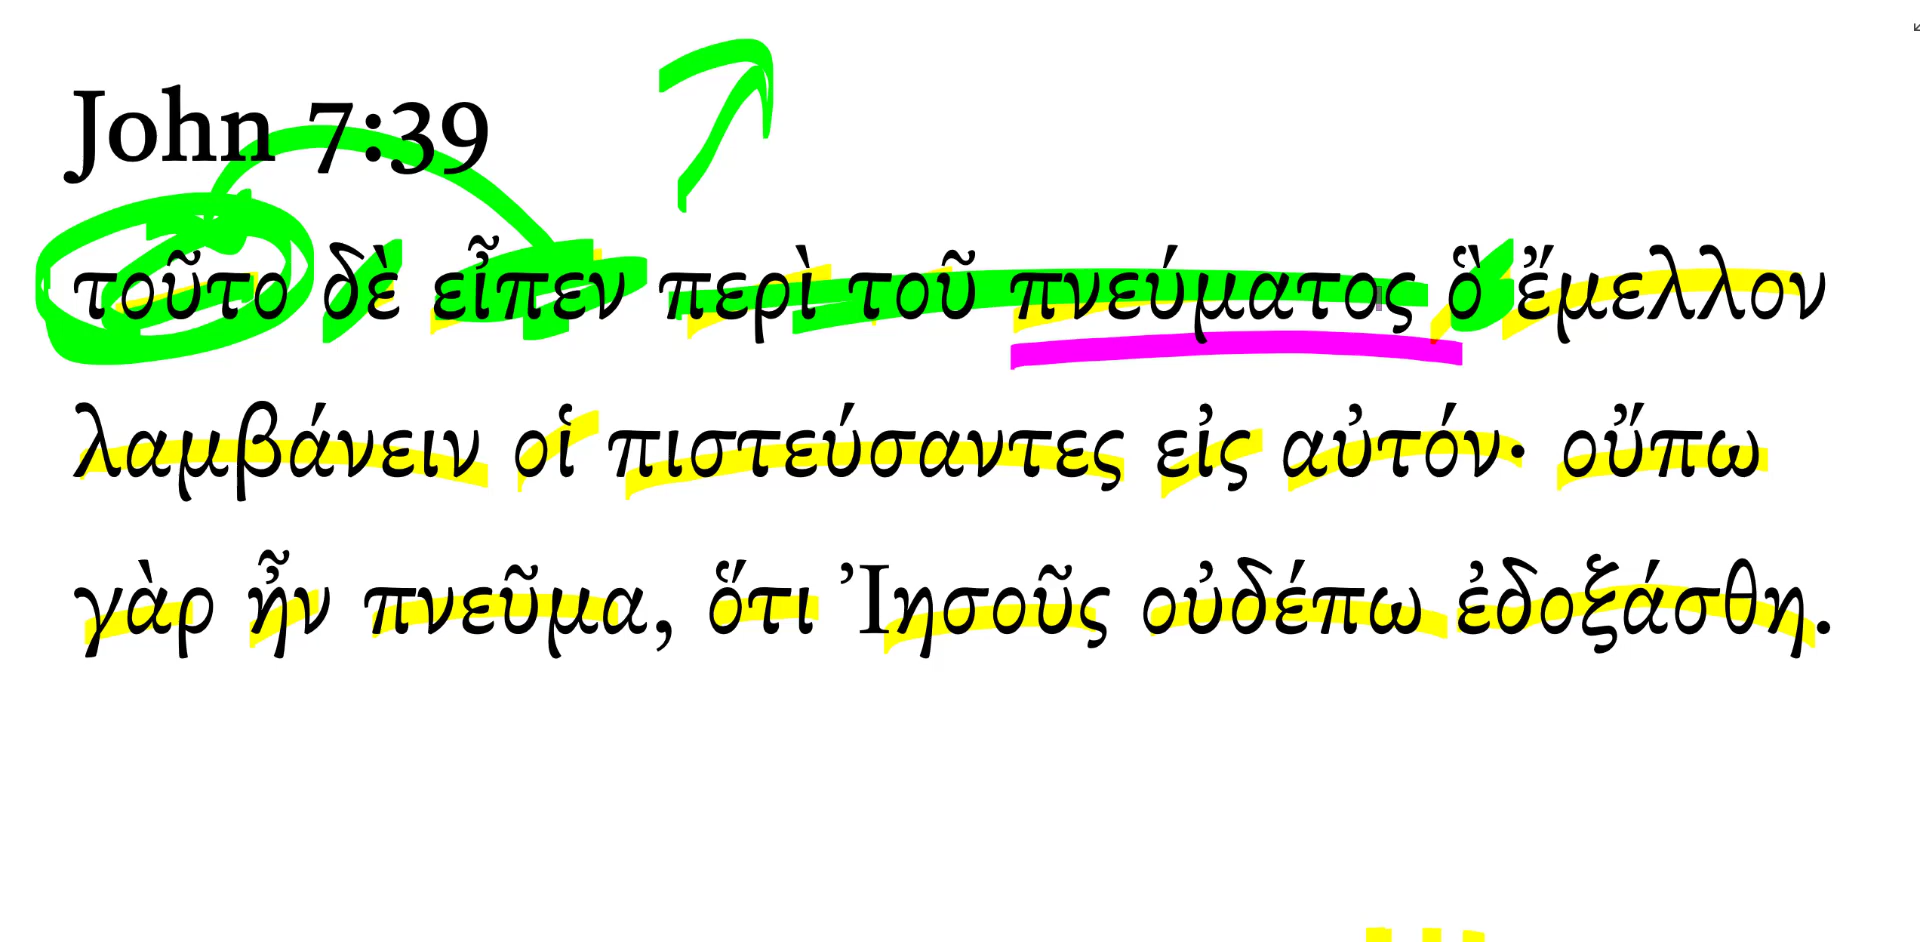 John 7:39
τοῦτο δὲ εἶπεν περὶ τοῦ πνεύματος ὃ ἔμελλον
λαμβάνειν οἱ πιστεύσαντες εἰς αὐτόν· οὔπω
γὰρ ἦν πνεῦμα, ὅτι Ἰησοῦς οὐδέπω ἐδοξάσθη.